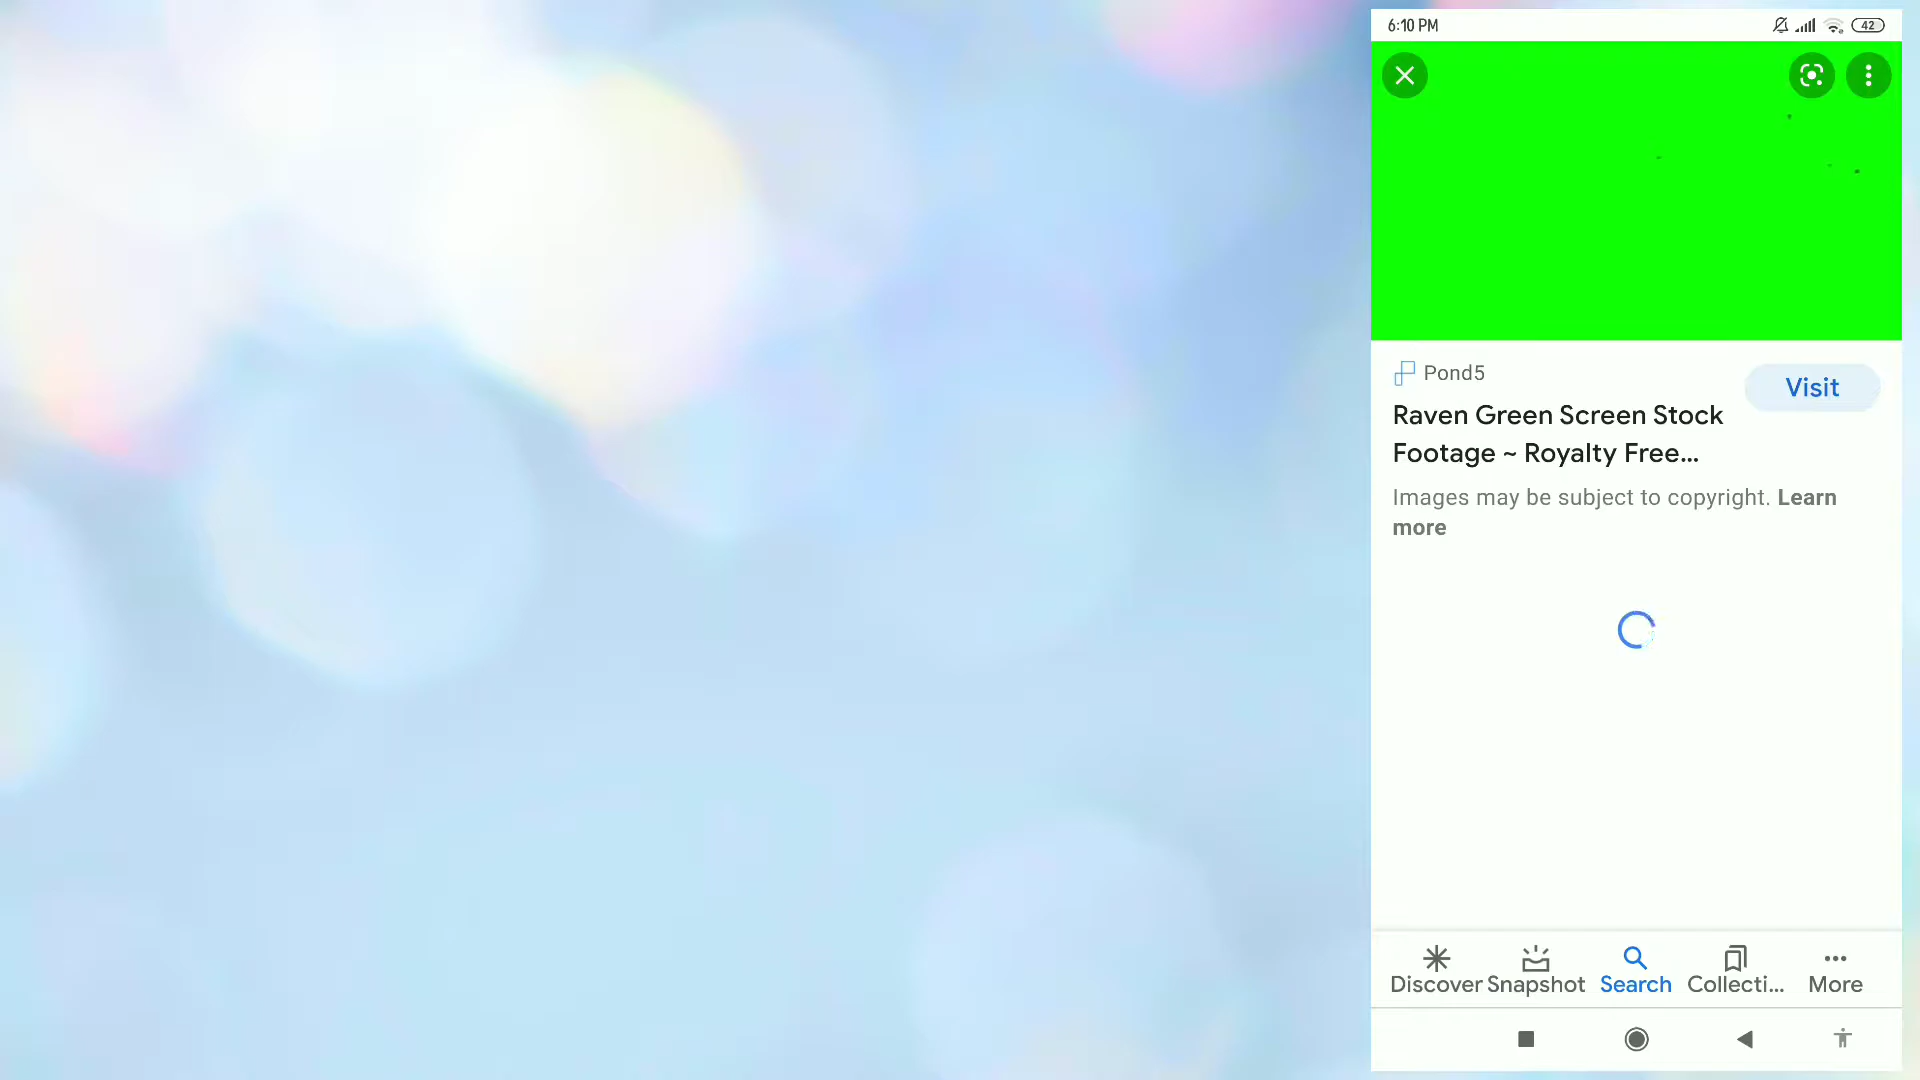 6:10 PM
42
Pond5
Visit
Raven Green Screen Stock
Footage ~ Royalty Free...
Images may be subject to copyright. Learn
more
Discover
Snapshot
Search
Collecti...
More